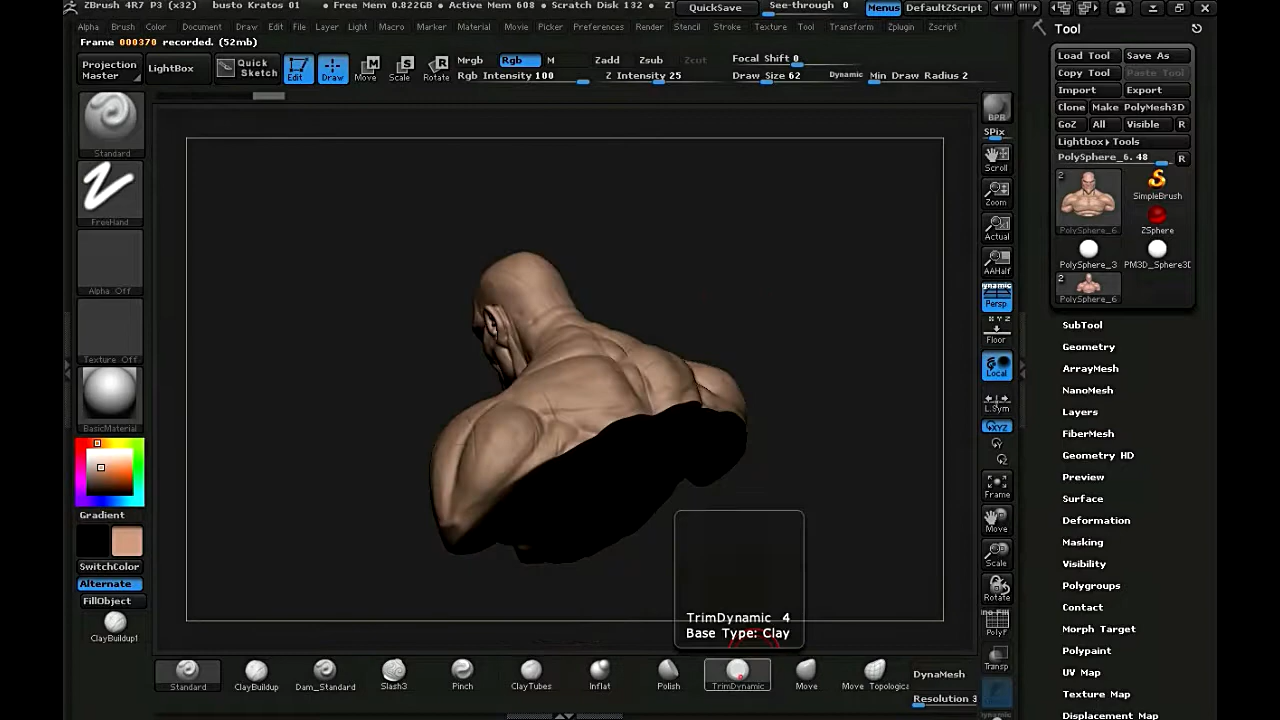 ZBrush 4R7 P3 (x32) busto Kratos 01 • Free Mem 0.822GB • Active Mem 608 • Scratch Disk 132 •
QuickSave See-through 0 Menus DefaultZScript
Alpha Brush Color Document Draw Edit File Layer Light Macro Marker Material Movie Picker Preferences Render Stencil Stroke Texture Tool Transform Zplugin Zscript
Frame 000370 recorded. (52mb)
Projection Master
LightBox
Quick Sketch
Edit
Draw
Move
Scale
Rotate
Mrgb Rgb M
Rgb Intensity 100
Zadd Zsub Zcut
Z Intensity 25
Focal Shift 0
Draw Size 62 Dynamic
Min Draw Radius 2
Standard
FreeHand
Alpha Off
Texture Off
BasicMaterial
Gradient
SwitchColor
Alternate
FillObject
ClayBuildup1
TrimDynamic 4
Base Type: Clay
Standard
ClayBuildup
Dam_Standard
Slash3
Pinch
ClayTubes
Inflat
Polish
TrimDynamic
Move
Move Topologica
DynaMesh
Resolution 3
BPR
SPix
Scroll
Zoom
Actual
AAHalf
Dynamic
Persp
X Y Z
Floor
Local
L.Sym
XYZ
Y
Z
Frame
Move
Scale
Rotate
PolyF
Transp
Dynamic
Tool
Load Tool Save As
Copy Tool Paste Tool
Import Export
Clone Make PolyMesh3D
GoZ All Visible R
Lightbox▸Tools
PolySphere_6. 48 R
2
PolySphere_6
SimpleBrush
ZSphere
PolySphere_3
PM3D_Sphere3D
2
PolySphere_6
SubTool
Geometry
ArrayMesh
NanoMesh
Layers
FiberMesh
Geometry HD
Preview
Surface
Deformation
Masking
Visibility
Polygroups
Contact
Morph Target
Polypaint
UV Map
Texture Map
Displacement Map